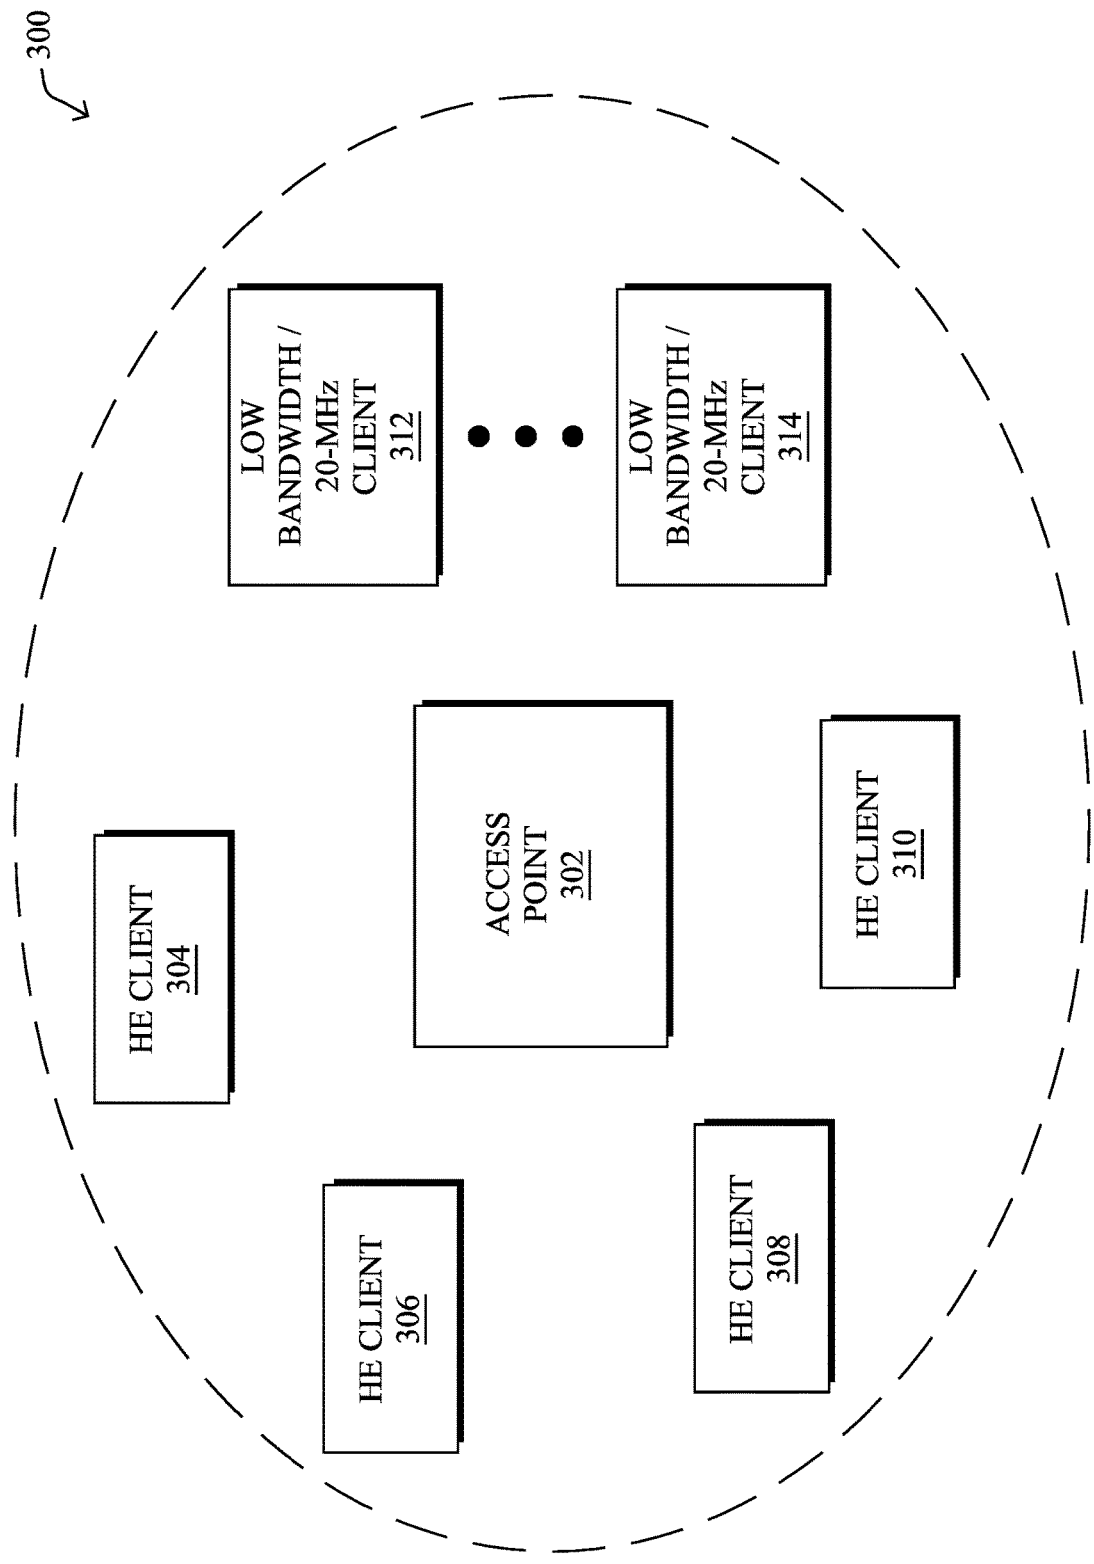 300
HE CLIENT
304
HE CLIENT
306
ACCESS
POINT
302
HE CLIENT
308
HE CLIENT
310
LOW
BANDWIDTH /
20-MHz
CLIENT
312
LOW
BANDWIDTH /
20-MHz
CLIENT
314